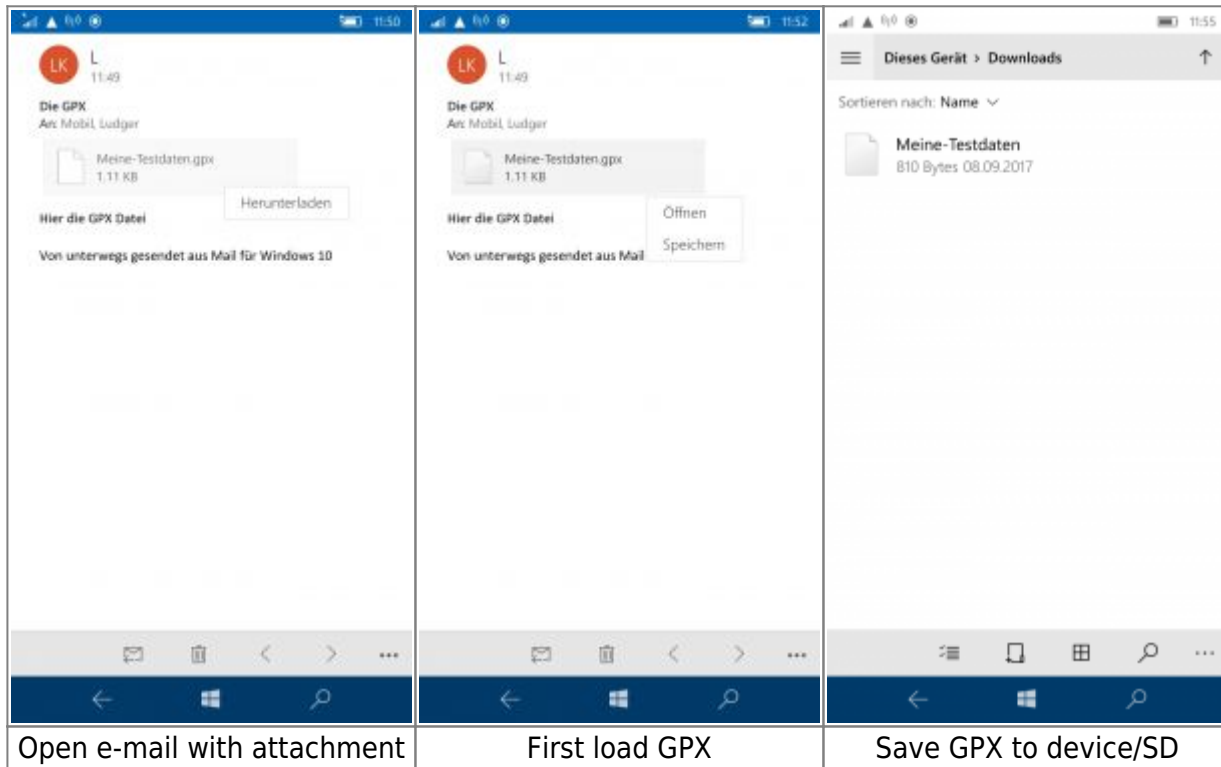 11:50
LK
L
11:49
Die GPX
An: Mobil, Ludger
Meine-Testdaten.gpx
1.11 KB
Herunterladen
Hier die GPX Datei
Von unterwegs gesendet aus Mail für Windows 10
Open e-mail with attachment
11:52
LK
L
11:49
Die GPX
An: Mobil, Ludger
Meine-Testdaten.gpx
1.11 KB
Öffnen
Hier die GPX Datei
Speichern
Von unterwegs gesendet aus Mail
First load GPX
11:55
Dieses Gerät > Downloads
Sortieren nach: Name
Meine-Testdaten
810 Bytes 08.09.2017
Save GPX to device/SD